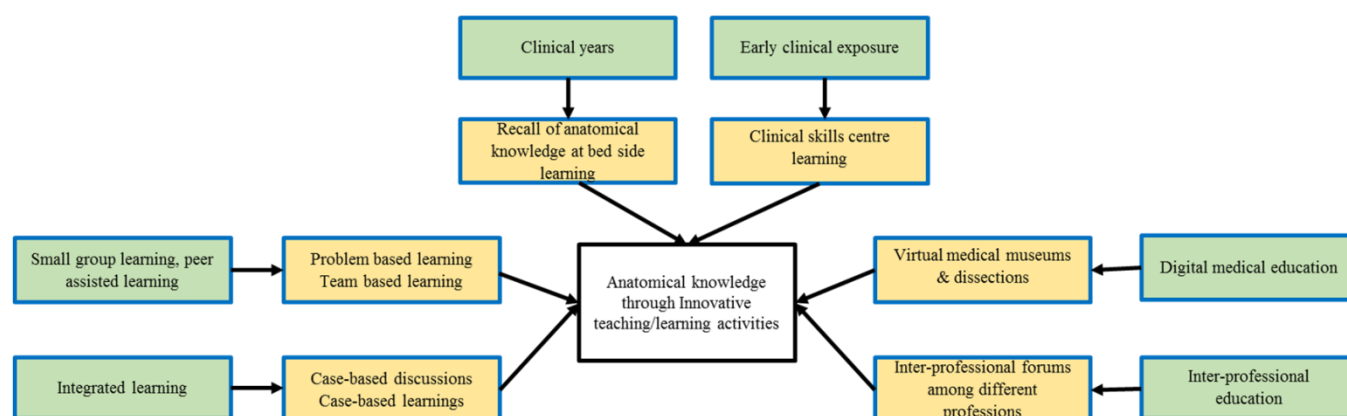 Clinical years
Early clinical exposure
Recall of anatomical
knowledge at bed side
learning
Clinical skills centre
learning
Small group learning, peer
assisted learning
Problem based learning
Team based learning
Anatomical knowledge
through Innovative
teaching/learning activities
Virtual medical museums
& dissections
Digital medical education
Integrated learning
Case-based discussions
Case-based learnings
Inter-professional forums
among different
professions
Inter-professional
education